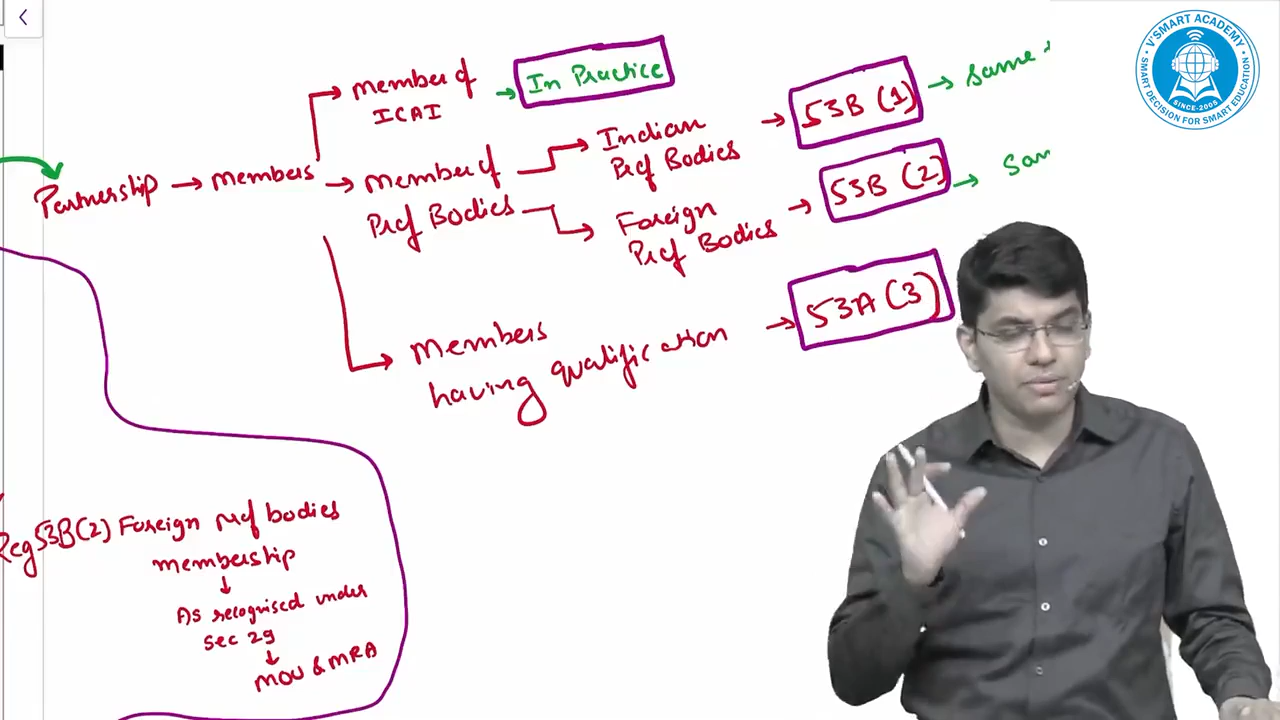 Member of
ICAI
In Practice
Partnership
Members
Member of
Prof Bodies
Indian
Prof Bodies
53B (1)
same
Foreign
Prof Bodies
53B (2)
Members
having qualification
53A (3)
Reg 53B(2) Foreign Prof bodies
membership
As recognised under
sec 29
MOU & MRA
V'SMART ACADEMY
SINCE-2006
SMART DECISION FOR SMART EDUCATION